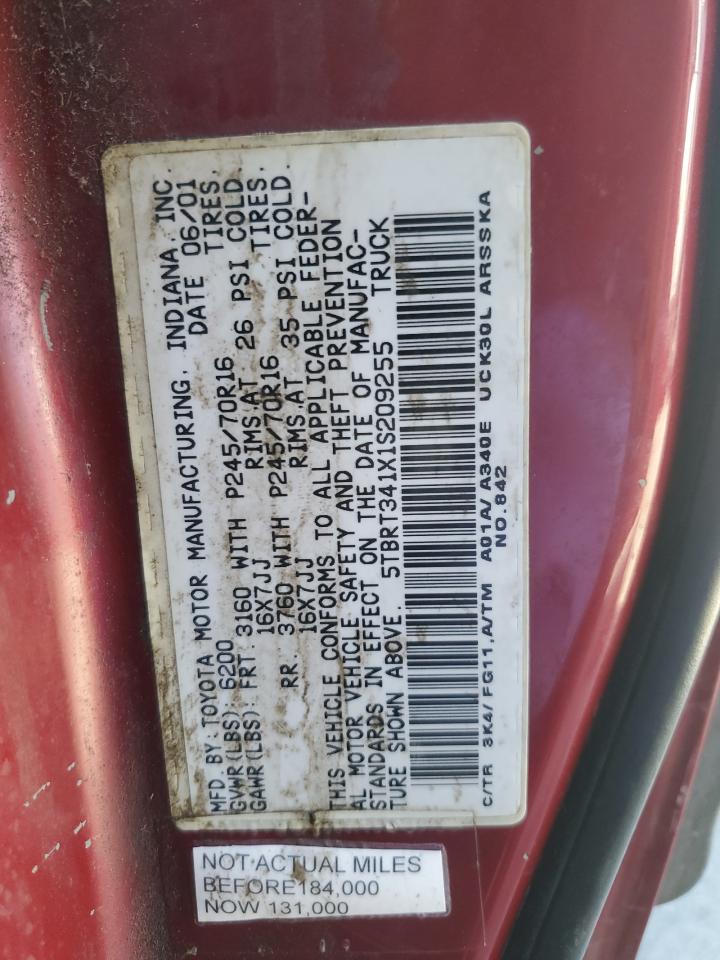 MFD. BY: TOYOTA MOTOR MANUFACTURING, INDIANA, INC.
GVWR(LBS): 6200 DATE 06/01
GAWR(LBS): FRT. 3160 WITH P245/70R16 TIRES,
16X7JJ RIMS AT 26 PSI COLD.
RR. 3760 WITH P245/70R16 TIRES,
16X7JJ RIMS AT 35 PSI COLD.
THIS VEHICLE CONFORMS TO ALL APPLICABLE FEDER-
AL MOTOR VEHICLE SAFETY AND THEFT PREVENTION
STANDARDS IN EFFECT ON THE DATE OF MANUFAC-
TURE SHOWN ABOVE. 5TBRT341X1S209255 TRUCK
C/TR 3K4/ FG11,A/TM A01A/ A340E UCK30L ARSSKA
NO.842
NOT ACTUAL MILES
BEFORE 184,000
NOW 131,000